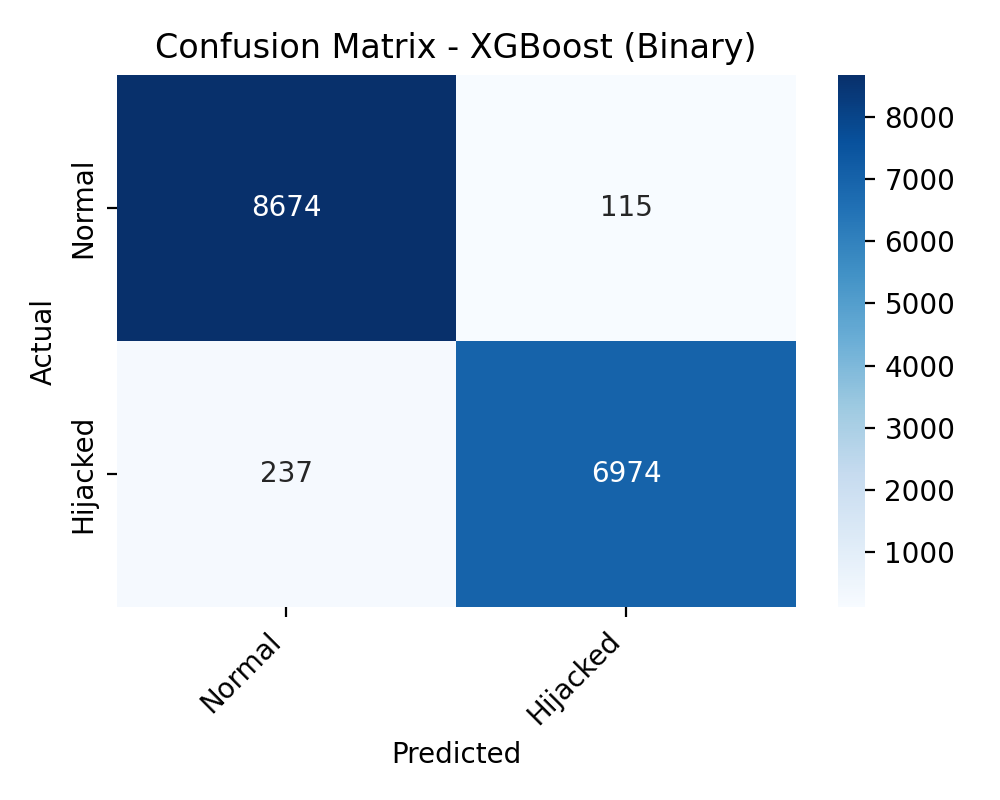 Confusion Matrix - XGBoost (Binary)
Actual
Normal
Hijacked
8674
115
237
6974
Normal
Hijacked
Predicted
8000
7000
6000
5000
4000
3000
2000
1000